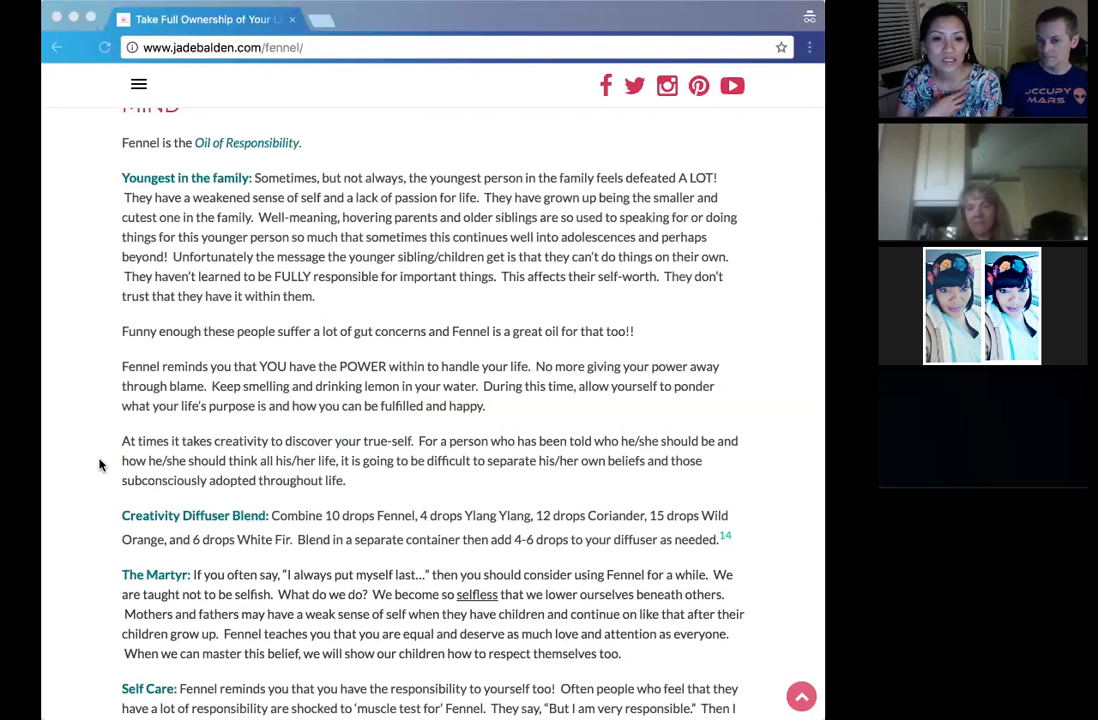 Take Full Ownership of Your L
www.jadebalden.com/fennel/
MIND
Fennel is the Oil of Responsibility.
Youngest in the family: Sometimes, but not always, the youngest person in the family feels defeated A LOT!
They have a weakened sense of self and a lack of passion for life. They have grown up being the smaller and
cutest one in the family. Well-meaning, hovering parents and older siblings are so used to speaking for or doing
things for this younger person so much that sometimes this continues well into adolescences and perhaps
beyond! Unfortunately the message the younger sibling/children get is that they can't do things on their own.
They haven't learned to be FULLY responsible for important things. This affects their self-worth. They don't
trust that they have it within them.
Funny enough these people suffer a lot of gut concerns and Fennel is a great oil for that too!!
Fennel reminds you that YOU have the POWER within to handle your life. No more giving your power away
through blame. Keep smelling and drinking lemon in your water. During this time, allow yourself to ponder
what your life's purpose is and how you can be fulfilled and happy.
At times it takes creativity to discover your true-self. For a person who has been told who he/she should be and
how he/she should think all his/her life, it is going to be difficult to separate his/her own beliefs and those
subconsciously adopted throughout life.
Creativity Diffuser Blend: Combine 10 drops Fennel, 4 drops Ylang Ylang, 12 drops Coriander, 15 drops Wild
Orange, and 6 drops White Fir. Blend in a separate container then add 4-6 drops to your diffuser as needed.14
The Martyr: If you often say, "I always put myself last…" then you should consider using Fennel for a while. We
are taught not to be selfish. What do we do? We become so selfless that we lower ourselves beneath others.
Mothers and fathers may have a weak sense of self when they have children and continue on like that after their
children grow up. Fennel teaches you that you are equal and deserve as much love and attention as everyone.
When we can master this belief, we will show our children how to respect themselves too.
Self Care: Fennel reminds you that you have the responsibility to yourself too! Often people who feel that they
have a lot of responsibility are shocked to 'muscle test for' Fennel. They say, "But I am very responsible." Then I
OCCUPY
MARS